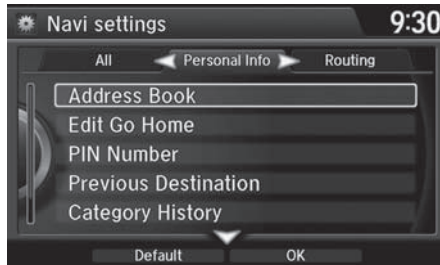 Navi settings 9:30
All Personal Info Routing
Address Book
Edit Go Home
PIN Number
Previous Destination
Category History
Default OK